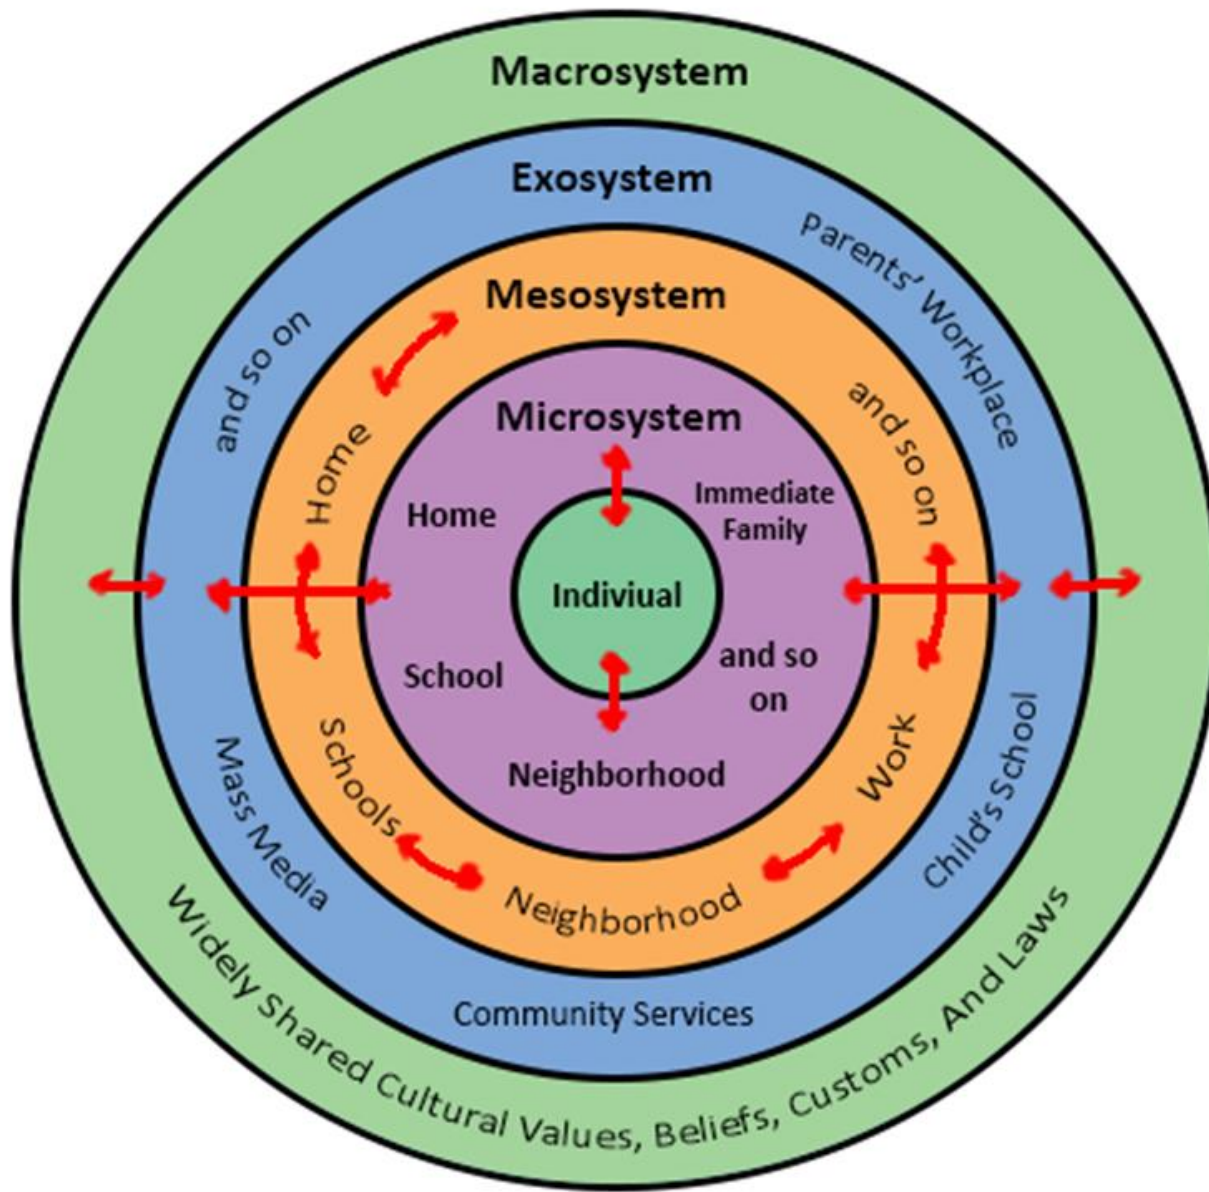 Macrosystem
Exosystem
Parents' Workplace
and so on
Mesosystem
and so on
Home
Microsystem
Immediate
Family
Home
Indiviual
School
and so
on
Neighborhood
Schools
Work
Neighborhood
Mass Media
Child's School
Community Services
Widely Shared Cultural Values, Beliefs, Customs, And Laws